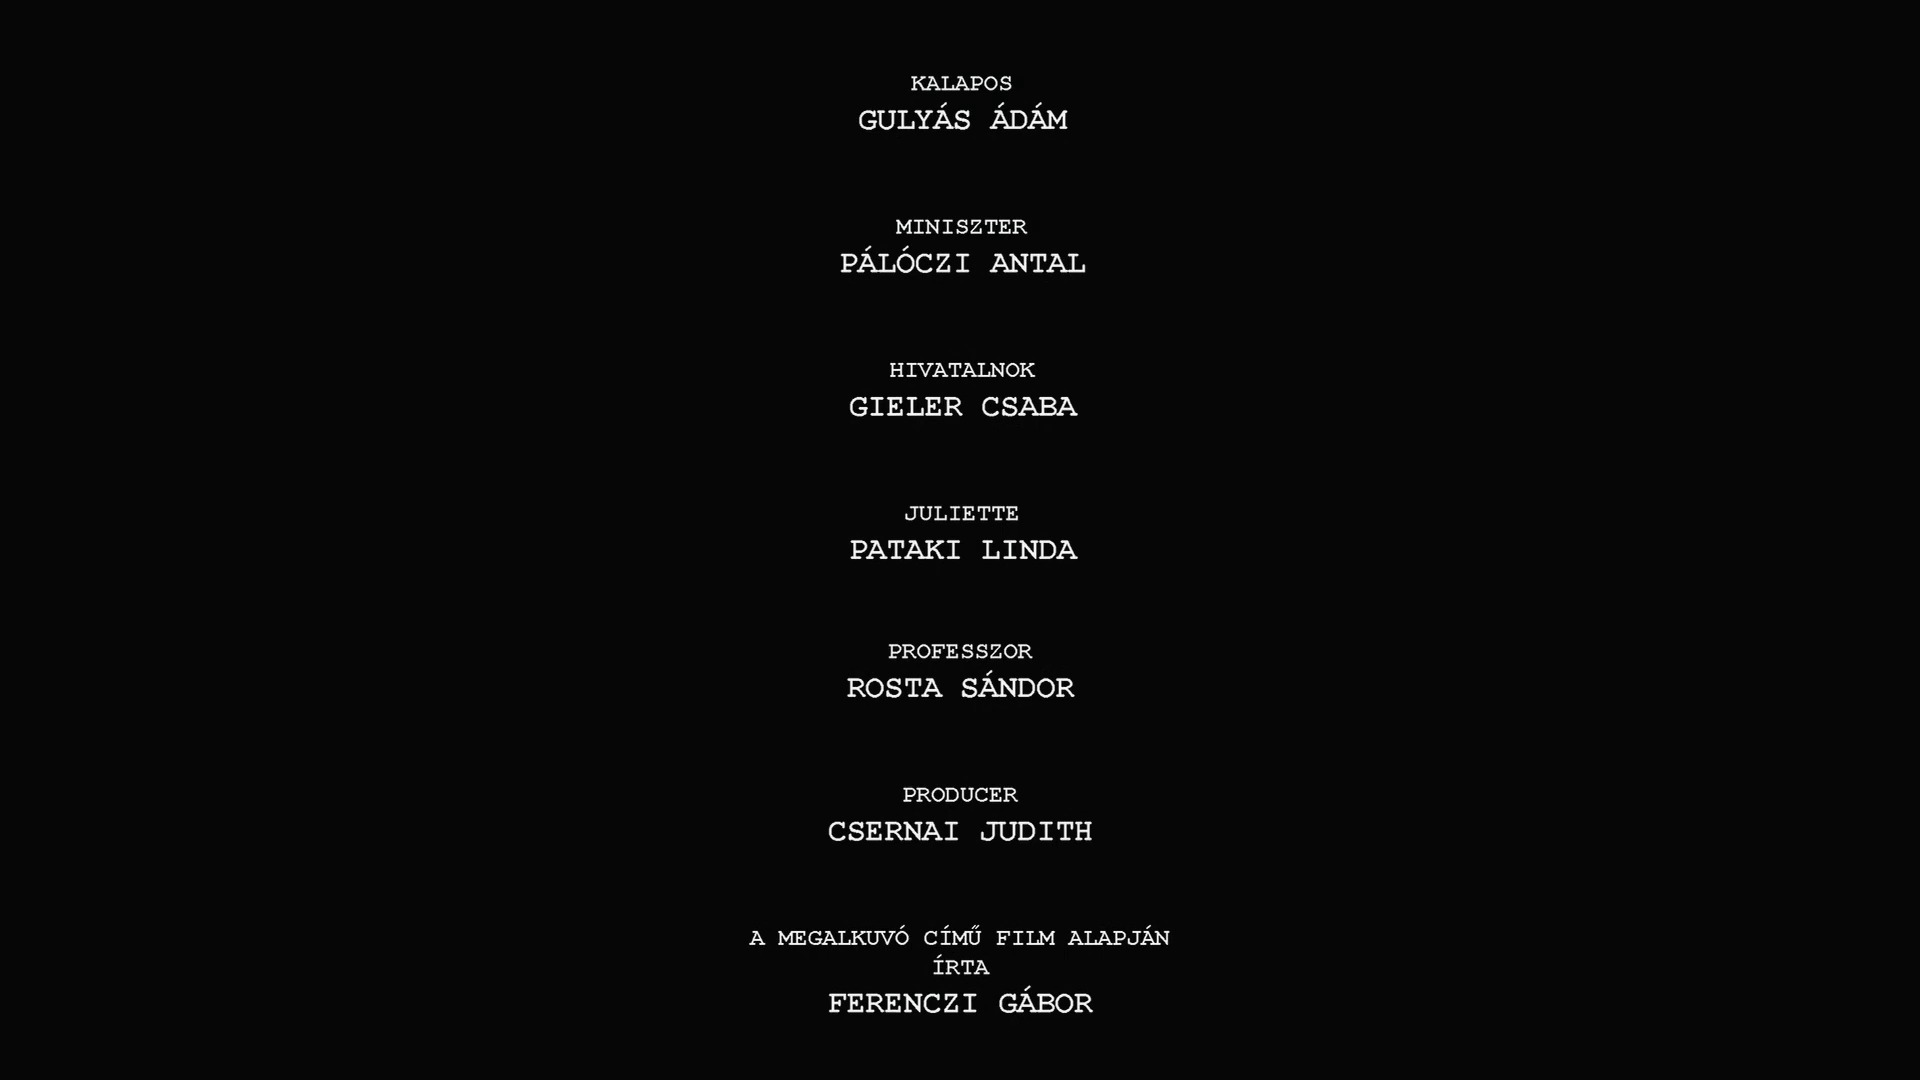 KALAPOS
GULYÁS ÁDÁM
MINISZTER
PÁLÓCZI ANTAL
HIVATALNOK
GIELER CSABA
JULIETTE
PATAKI LINDA
PROFESSZOR
ROSTA SÁNDOR
PRODUCER
CSERNAI JUDITH
A MEGALKUVÓ CÍMŰ FILM ALAPJÁN
ÍRTA
FERENCZI GÁBOR